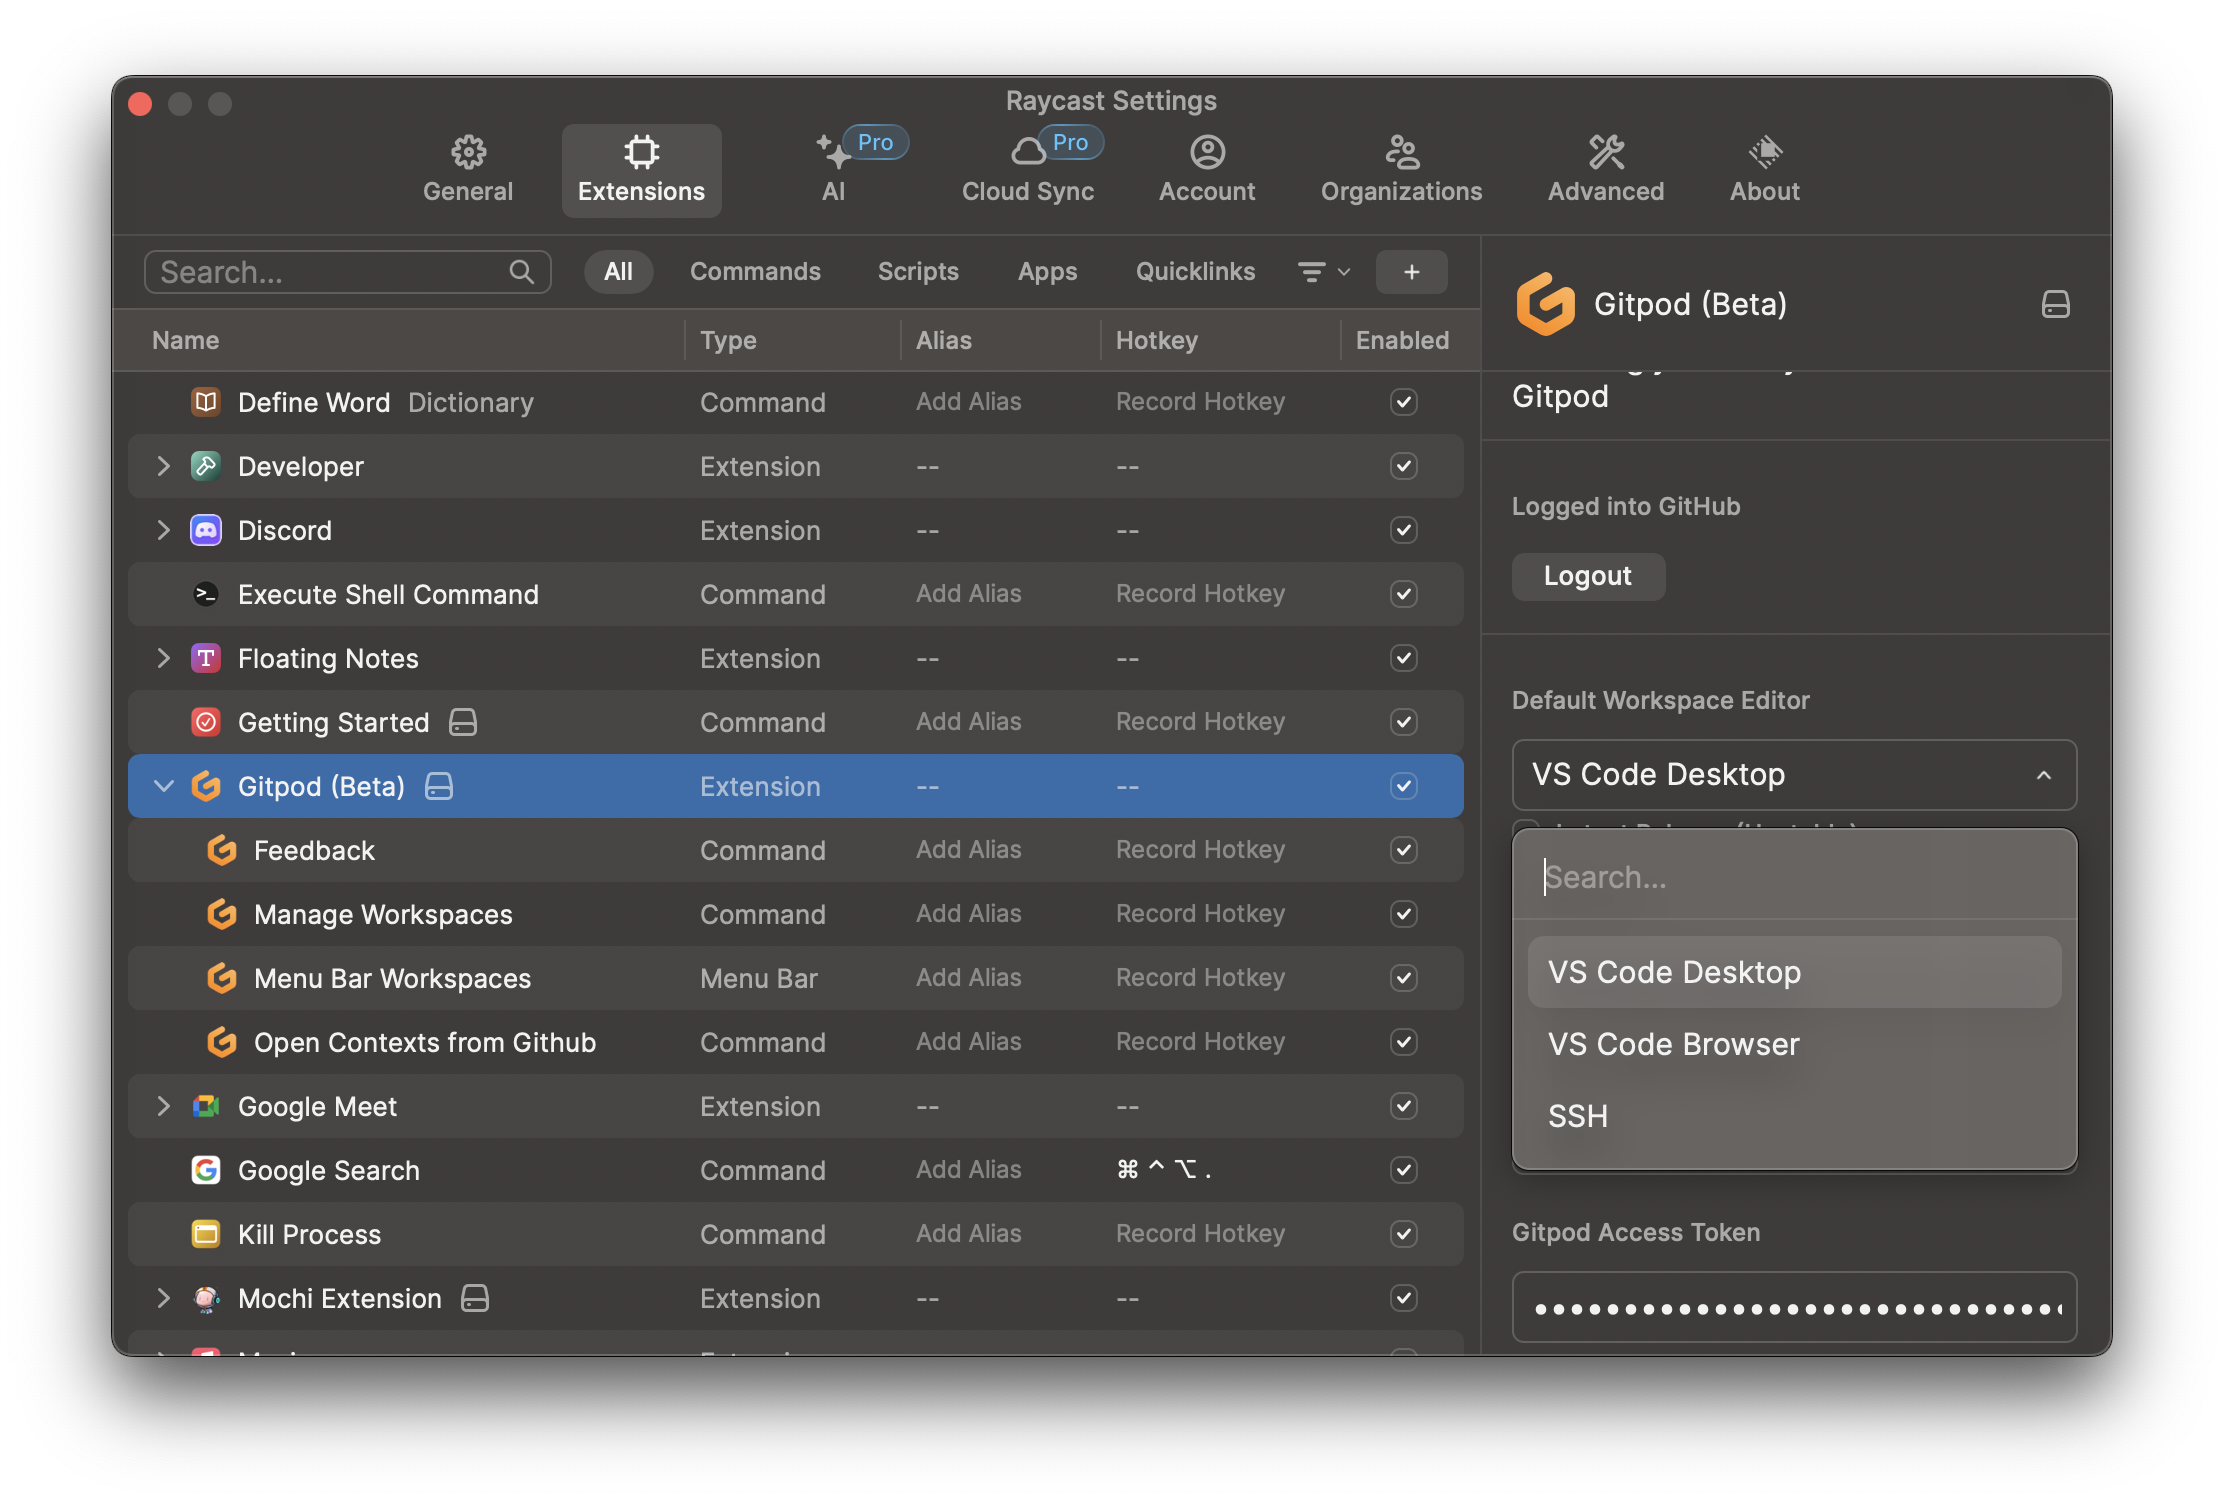 Raycast Settings
General
Extensions
Pro
AI
Pro
Cloud Sync
Account
Organizations
Advanced
About
Search...
All
Commands
Scripts
Apps
Quicklinks
+
Name Type Alias Hotkey Enabled
Define Word Dictionary Command Add Alias Record Hotkey
Developer Extension -- --
Discord Extension -- --
Execute Shell Command Command Add Alias Record Hotkey
Floating Notes Extension -- --
Getting Started Command Add Alias Record Hotkey
Gitpod (Beta) Extension -- --
Feedback Command Add Alias Record Hotkey
Manage Workspaces Command Add Alias Record Hotkey
Menu Bar Workspaces Menu Bar Add Alias Record Hotkey
Open Contexts from Github Command Add Alias Record Hotkey
Google Meet Extension -- --
Google Search Command Add Alias ⌘ ^ ⌥ .
Kill Process Command Add Alias Record Hotkey
Mochi Extension Extension -- --
Gitpod (Beta)
Gitpod
Logged into GitHub
Logout
Default Workspace Editor
VS Code Desktop
Search...
VS Code Desktop
VS Code Browser
SSH
Gitpod Access Token